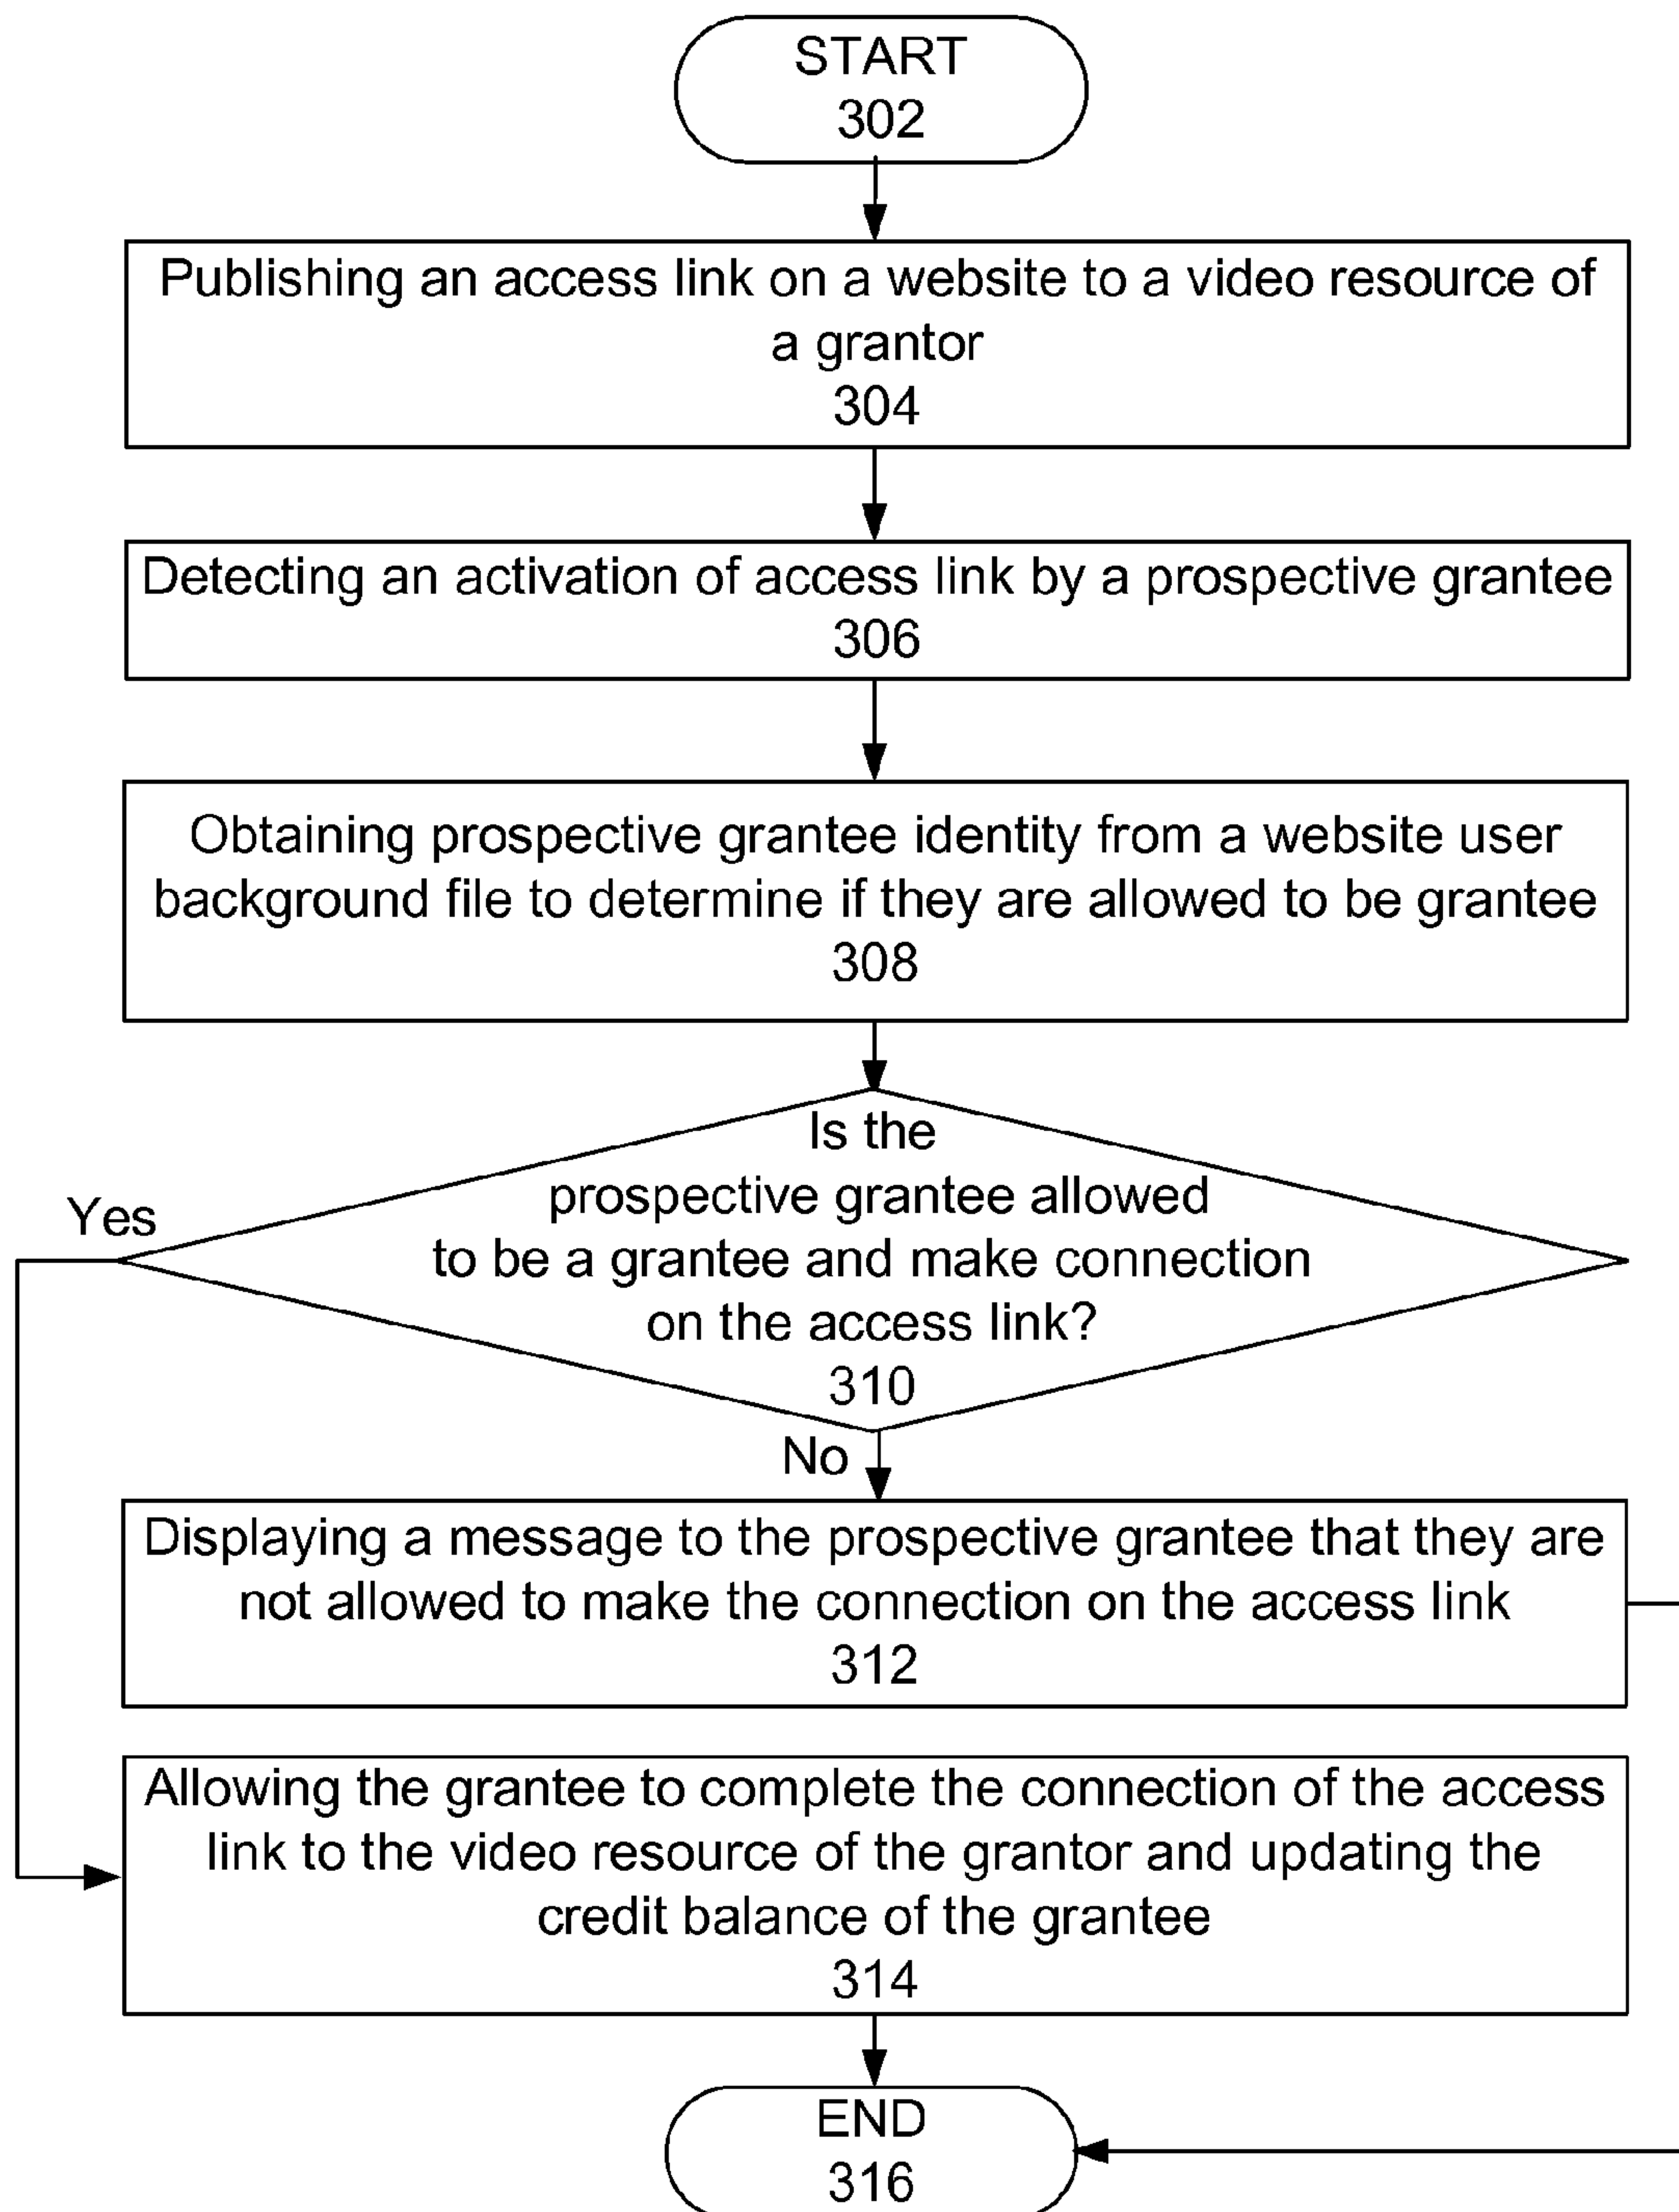 START
302
Publishing an access link on a website to a video resource of
a grantor
304
Detecting an activation of access link by a prospective grantee
306
Obtaining prospective grantee identity from a website user
background file to determine if they are allowed to be grantee
308
Is the
prospective grantee allowed
to be a grantee and make connection
on the access link?
310
Yes
No
Displaying a message to the prospective grantee that they are
not allowed to make the connection on the access link
312
Allowing the grantee to complete the connection of the access
link to the video resource of the grantor and updating the
credit balance of the grantee
314
END
316